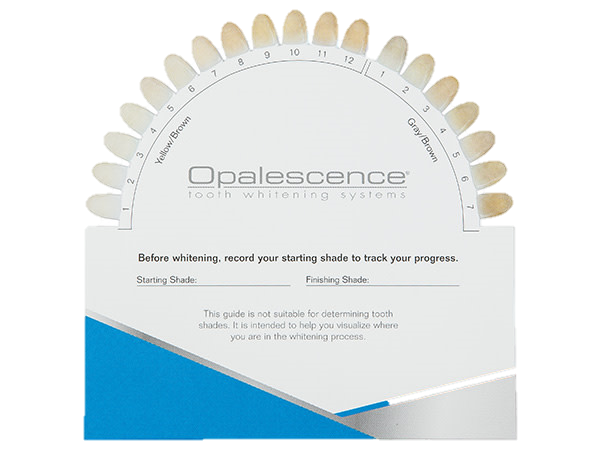 1 2 3 4 5 6 7 8 9 10 11 12
Yellow/Brown
1 2 3 4 5 6 7
Gray/Brown
Opalescence®
tooth whitening systems
Before whitening, record your starting shade to track your progress.
Starting Shade: Finishing Shade:
This guide is not suitable for determining tooth
shades. It is intended to help you visualize where
you are in the whitening process.